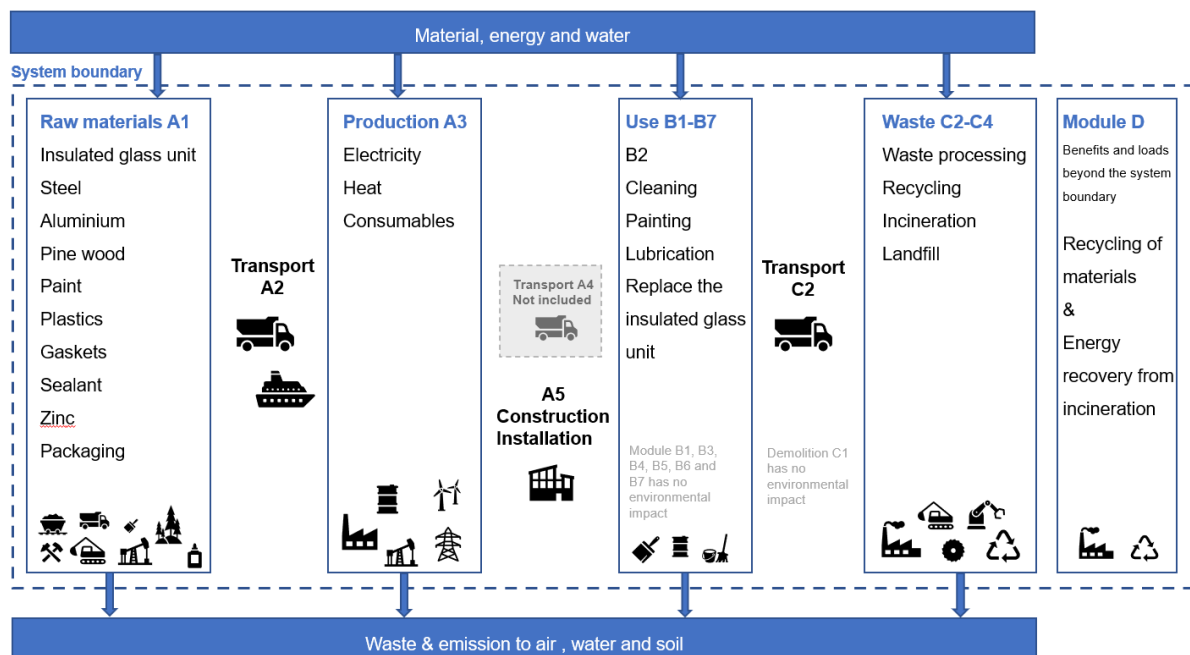 Material, energy and water
System boundary
Raw materials A1
Insulated glass unit
Steel
Aluminium
Pine wood
Paint
Plastics
Gaskets
Sealant
Zinc
Packaging
Transport
A2
Production A3
Electricity
Heat
Consumables
Transport A4
Not included
A5
Construction
Installation
Use B1-B7
B2
Cleaning
Painting
Lubrication
Replace the
insulated glass
unit
Module B1, B3,
B4, B5, B6 and
B7 has no
environmental
impact
Transport
C2
Demolition C1
has no
environmental
impact
Waste C2-C4
Waste processing
Recycling
Incineration
Landfill
Module D
Benefits and loads
beyond the system
boundary
Recycling of
materials
&
Energy
recovery from
incineration
Waste & emission to air , water and soil